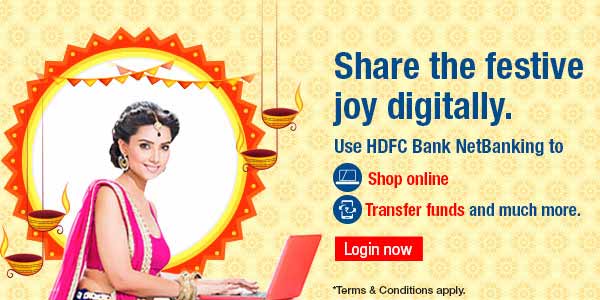 Share the festive
joy digitally.
Use HDFC Bank NetBanking to
Shop online
Transfer funds and much more.
Login now
*Terms & Conditions apply.